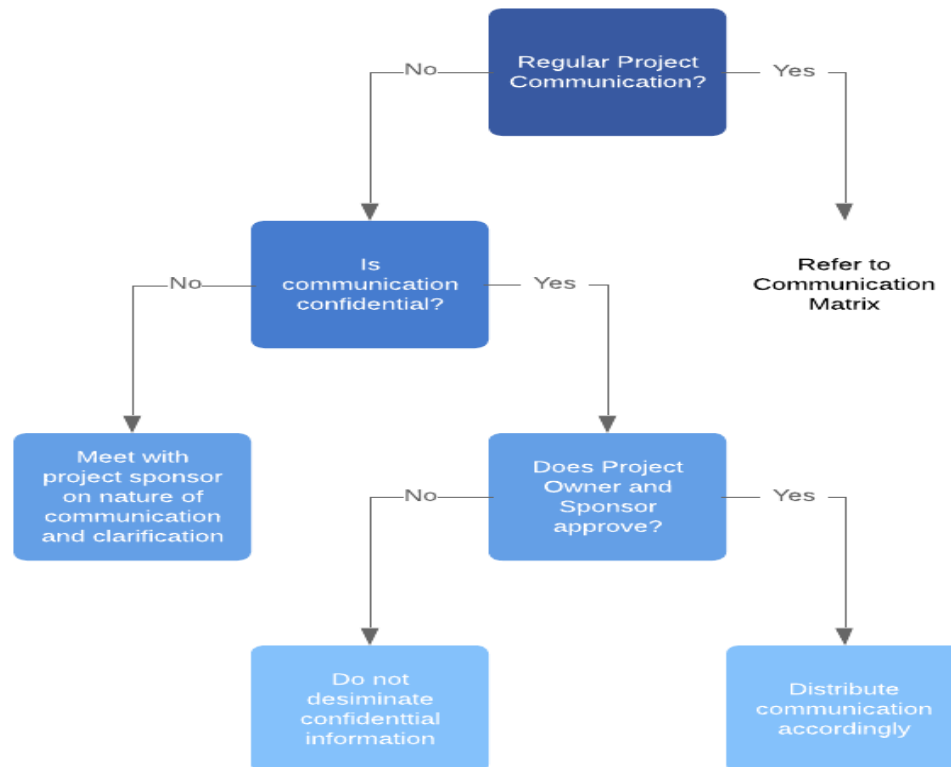 Regular Project
Communication?
No
Yes
Is
communication
confidential?
No
Yes
Refer to
Communication
Matrix
Meet with
project sponsor
on nature of
communication
and clarification
Does Project
Owner and
Sponsor
approve?
No
Yes
Do not
desiminate
confidenttial
information
Distribute
communication
accordingly